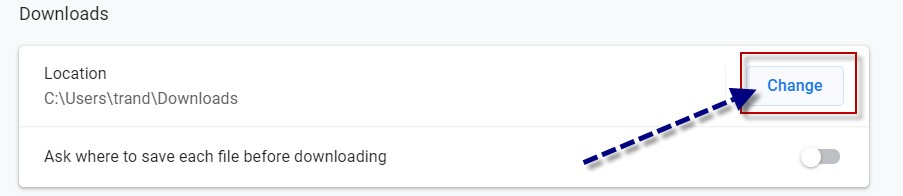 Downloads
Location
Change
C:\Users\trand\Downloads
Ask where to save each file before downloading